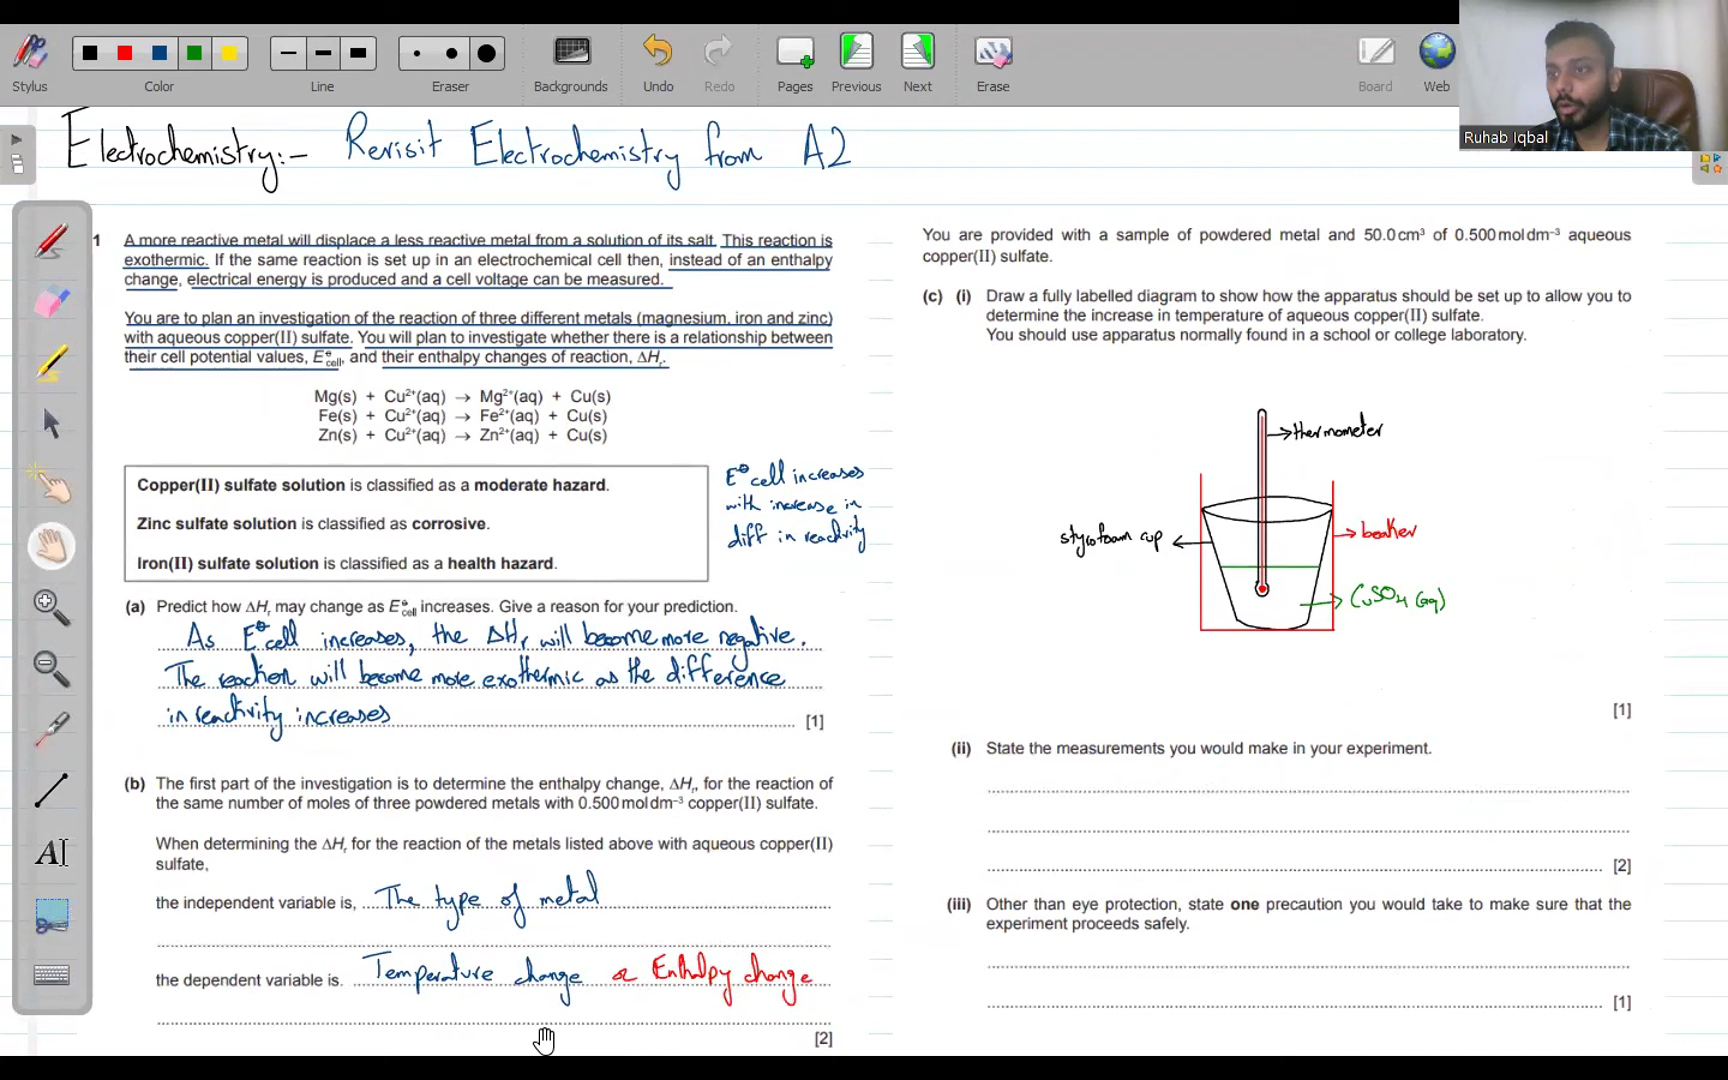 Stylus
Color
Line
Eraser
Backgrounds
Undo
Redo
Pages
Previous
Next
Erase
Board
Web
Ruhab Iqbal
Electrochemistry:- Revisit Electrochemistry from A2
1 A more reactive metal will displace a less reactive metal from a solution of its salt. This reaction is
exothermic. If the same reaction is set up in an electrochemical cell then, instead of an enthalpy
change, electrical energy is produced and a cell voltage can be measured.
You are to plan an investigation of the reaction of three different metals (magnesium, iron and zinc)
with aqueous copper(II) sulfate. You will plan to investigate whether there is a relationship between
their cell potential values, E⦵cell, and their enthalpy changes of reaction, ΔHr.
Mg(s) + Cu²⁺(aq) → Mg²⁺(aq) + Cu(s)
Fe(s) + Cu²⁺(aq) → Fe²⁺(aq) + Cu(s)
Zn(s) + Cu²⁺(aq) → Zn²⁺(aq) + Cu(s)
Copper(II) sulfate solution is classified as a moderate hazard.
Zinc sulfate solution is classified as corrosive.
Iron(II) sulfate solution is classified as a health hazard.
E⦵cell increases
with increase in
diff in reactivity
(a) Predict how ΔHr may change as E⦵cell increases. Give a reason for your prediction.
As E⦵cell increases, the ΔHr will become more negative.
The reaction will become more exothermic as the difference
in reactivity increases
[1]
(b) The first part of the investigation is to determine the enthalpy change, ΔHr, for the reaction of
the same number of moles of three powdered metals with 0.500 mol dm⁻³ copper(II) sulfate.
When determining the ΔHr for the reaction of the metals listed above with aqueous copper(II)
sulfate,
the independent variable is, The type of metal
the dependent variable is. Temperature change or Enthalpy change
[2]
You are provided with a sample of powdered metal and 50.0 cm³ of 0.500 mol dm⁻³ aqueous
copper(II) sulfate.
(c) (i) Draw a fully labelled diagram to show how the apparatus should be set up to allow you to
determine the increase in temperature of aqueous copper(II) sulfate.
You should use apparatus normally found in a school or college laboratory.
thermometer
styrofoam cup
beaker
CuSO4 (aq)
[1]
(ii) State the measurements you would make in your experiment.
[2]
(iii) Other than eye protection, state one precaution you would take to make sure that the
experiment proceeds safely.
[1]